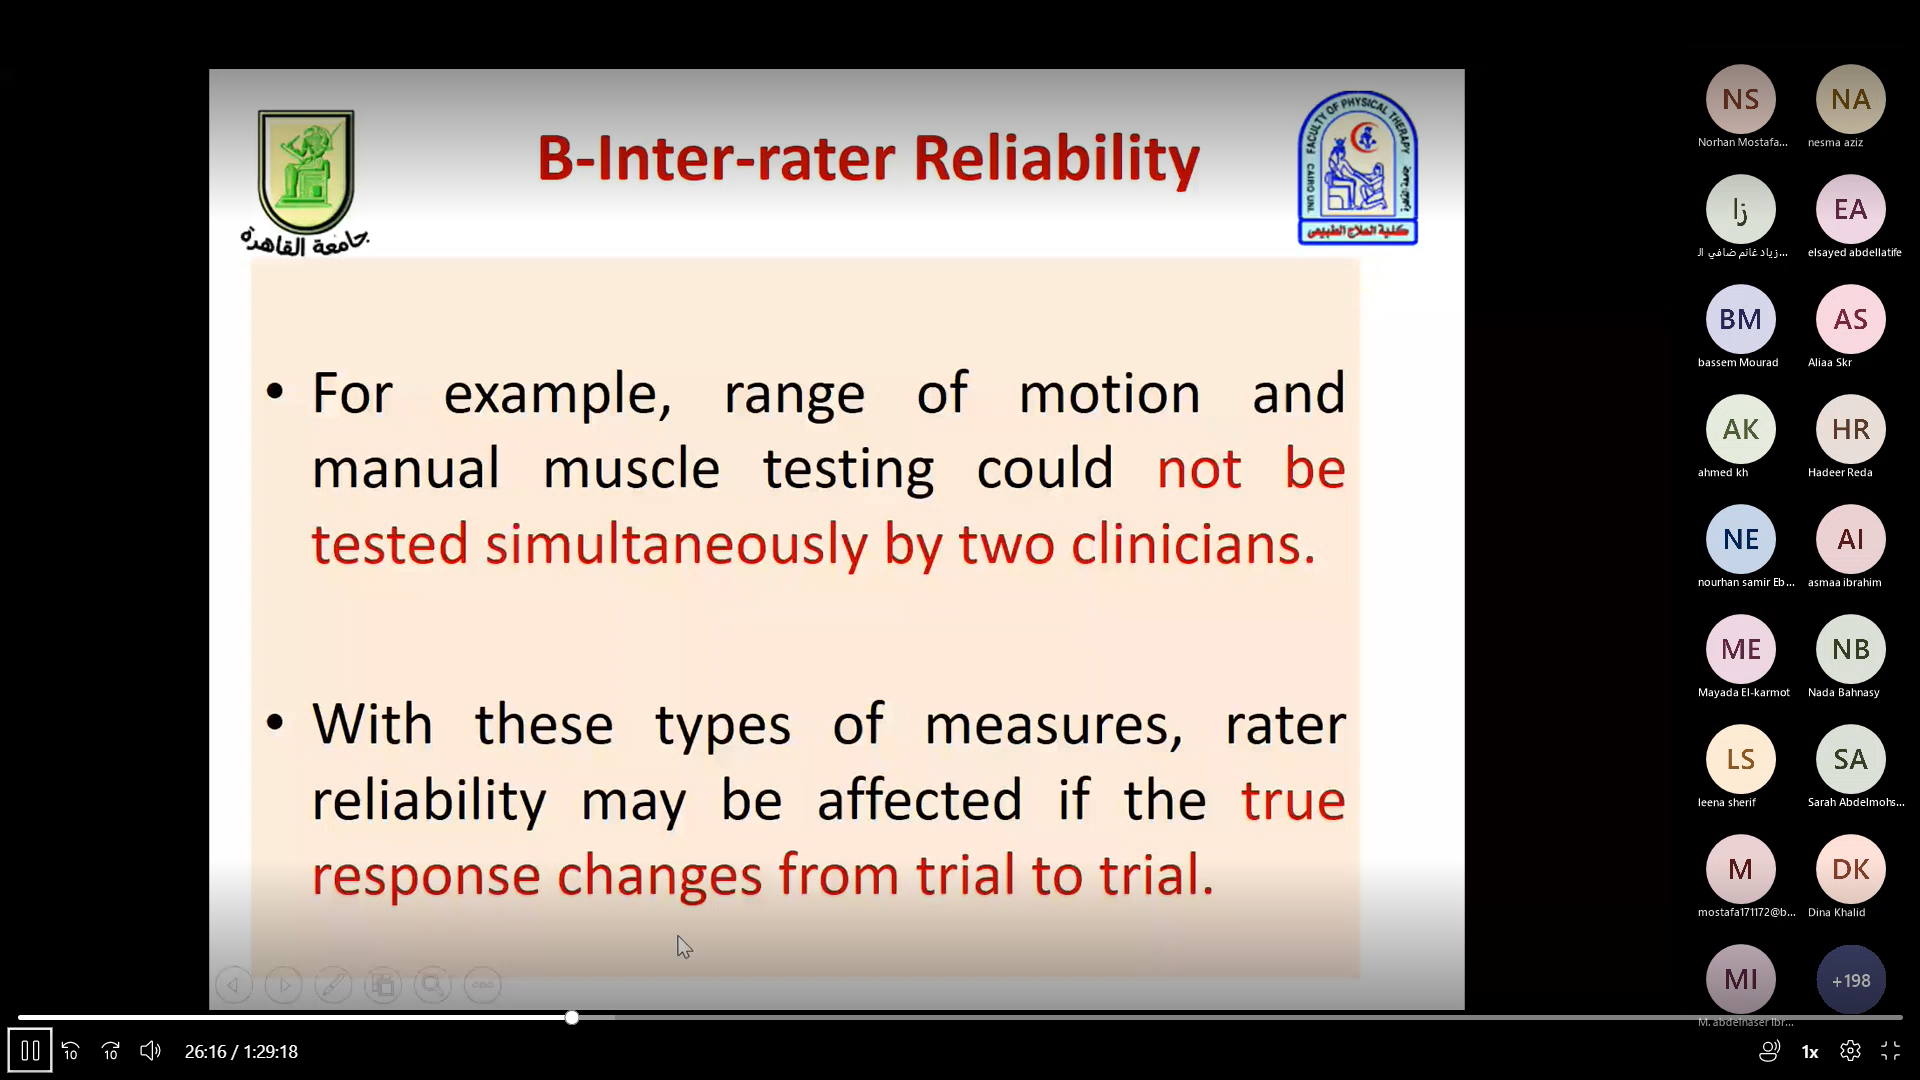 B-Inter-rater Reliability
جامعة القاهرة
FACULTY OF PHYSICAL THERAPY
CAIRO UNI.
جامعة القاهرة
كلية العلاج الطبيعي
• For example, range of motion and
manual muscle testing could not be
tested simultaneously by two clinicians.
• With these types of measures, rater
reliability may be affected if the true
response changes from trial to trial.
NS
NA
Norhan Mostafa...
nesma aziz
زا
EA
زياد غانم ضافي ال...
elsayed abdellatife
BM
AS
bassem Mourad
Aliaa Skr
AK
HR
ahmed kh
Hadeer Reda
NE
AI
nourhan samir Eb...
asmaa ibrahim
ME
NB
Mayada El-karmot
Nada Bahnasy
LS
SA
leena sherif
Sarah Abdelmohs...
M
DK
mostafa171172@b...
Dina Khalid
MI
+198
M. abdelnaser Ibr...
10
10
26:16 / 1:29:18
1x